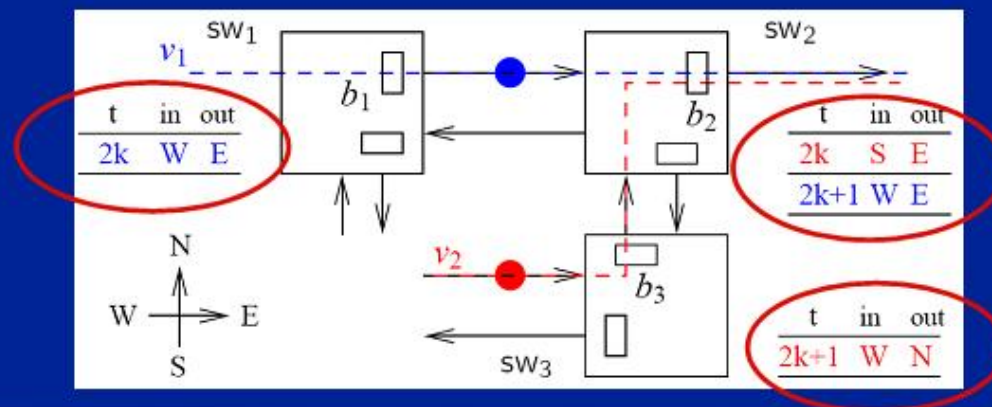 SW1
SW2
v1
b1
b2
t in out
2k W E
t in out
2k S E
2k+1 W E
N
W E
S
v2
b3
SW3
t in out
2k+1 W N